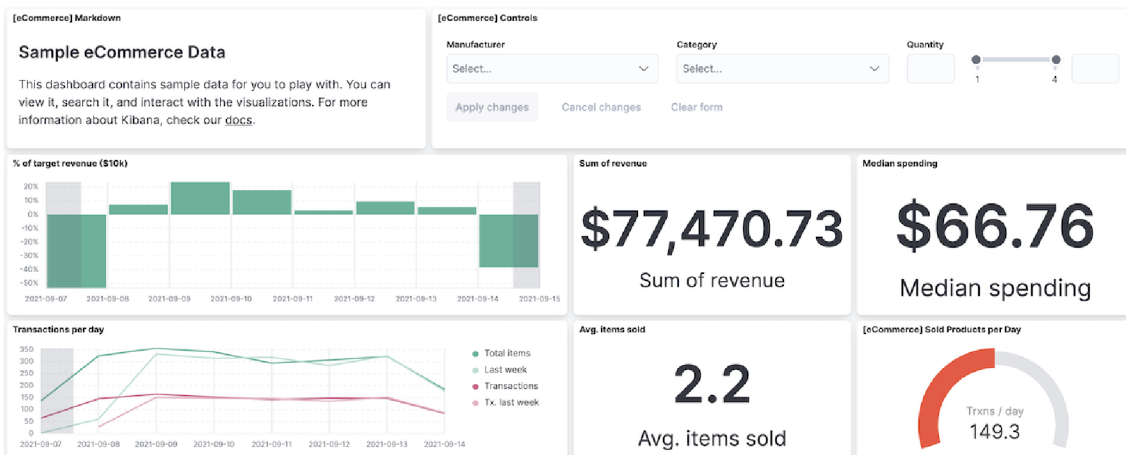 [eCommerce] Markdown
Sample eCommerce Data
This dashboard contains sample data for you to play with. You can
view it, search it, and interact with the visualizations. For more
information about Kibana, check our docs.
[eCommerce] Controls
Manufacturer
Select...
Category
Select...
Quantity
1
4
Apply changes
Cancel changes
Clear form
% of target revenue ($10k)
20%
10%
0%
-10%
-20%
-30%
-40%
-50%
2021-09-07 2021-09-08 2021-09-09 2021-09-10 2021-09-11 2021-09-12 2021-09-13 2021-09-14 2021-09-15
Sum of revenue
$77,470.73
Sum of revenue
Median spending
$66.76
Median spending
Transactions per day
350
300
250
200
150
100
50
0
2021-09-07 2021-09-08 2021-09-09 2021-09-10 2021-09-11 2021-09-12 2021-09-13 2021-09-14
Total items
Last week
Transactions
Tx. last week
Avg. items sold
2.2
Avg. items sold
[eCommerce] Sold Products per Day
Trxns / day
149.3